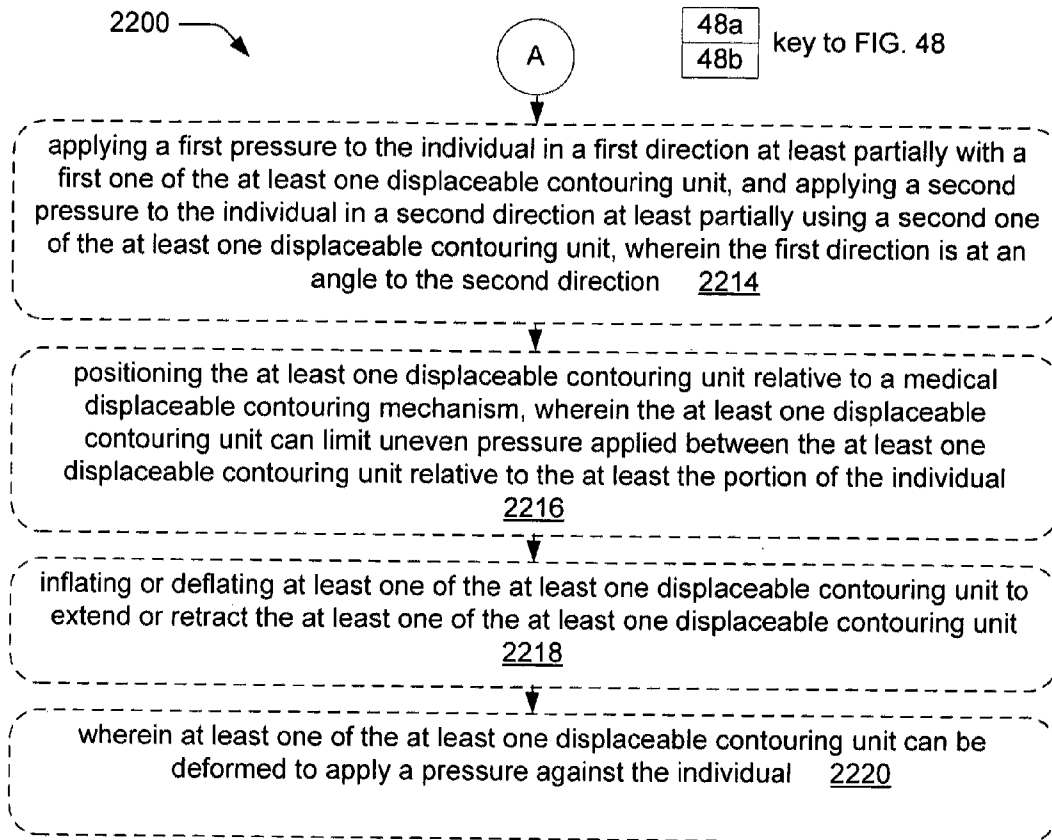 2200
A
48a
48b
key to FIG. 48
applying a first pressure to the individual in a first direction at least partially with a
first one of the at least one displaceable contouring unit, and applying a second
pressure to the individual in a second direction at least partially using a second one
of the at least one displaceable contouring unit, wherein the first direction is at an
angle to the second direction 2214
positioning the at least one displaceable contouring unit relative to a medical
displaceable contouring mechanism, wherein the at least one displaceable
contouring unit can limit uneven pressure applied between the at least one
displaceable contouring unit relative to the at least the portion of the individual
2216
inflating or deflating at least one of the at least one displaceable contouring unit to
extend or retract the at least one of the at least one displaceable contouring unit
2218
wherein at least one of the at least one displaceable contouring unit can be
deformed to apply a pressure against the individual 2220